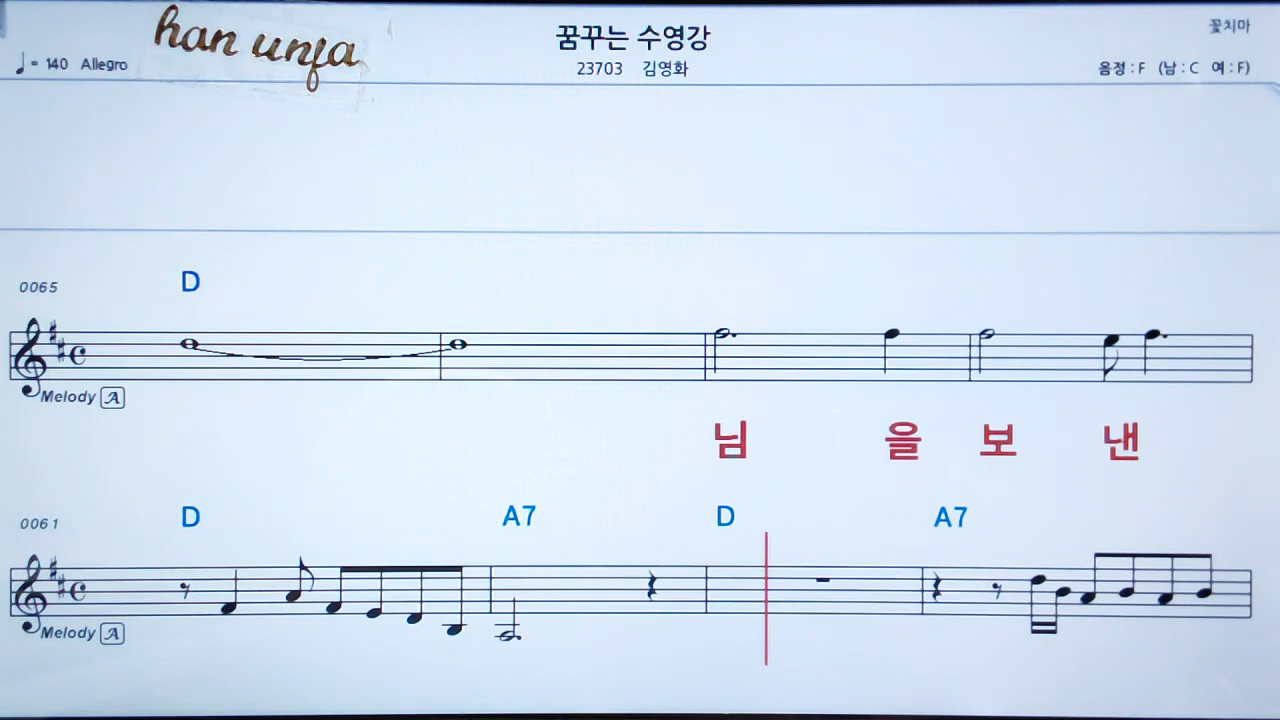 han unja
꿈꾸는 수영강
꽃치마
♩= 140 Allegro
23703 김영화
음정 : F (남 : C 여 : F)
0065
D
Melody A
님 을 보 낸
0061
D A7 D A7
Melody A